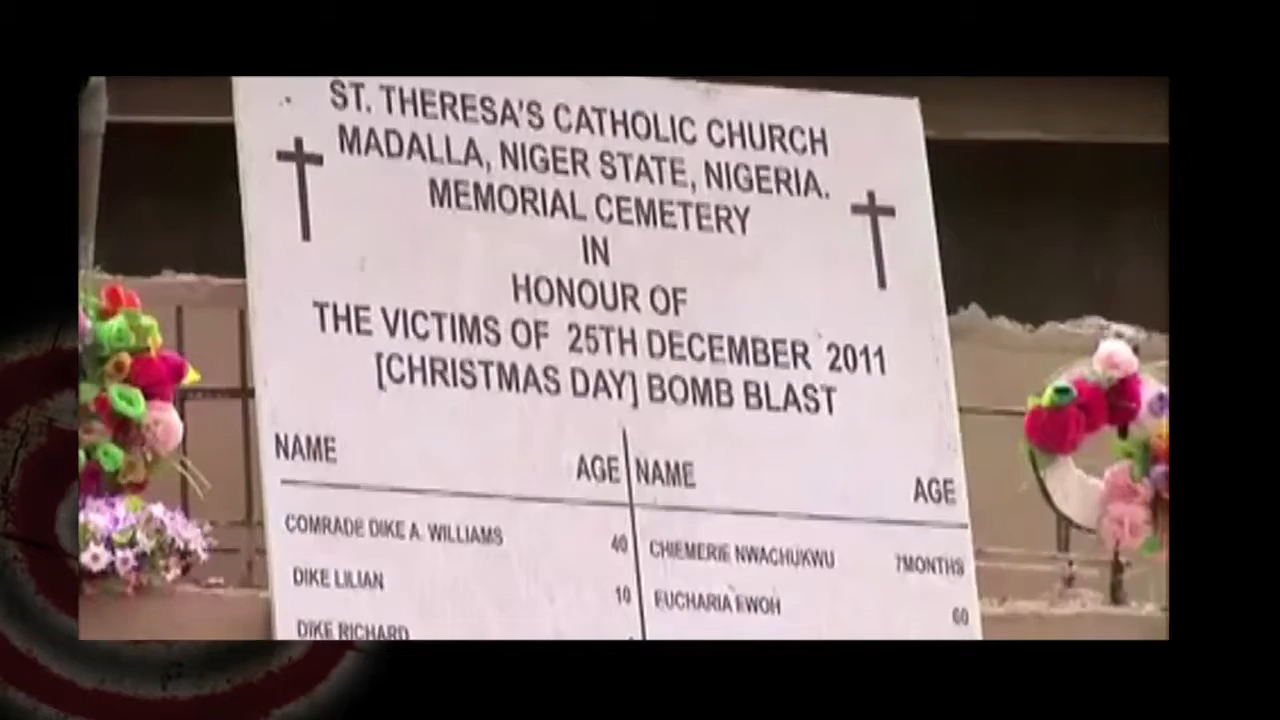 ST. THERESA'S CATHOLIC CHURCH
MADALLA, NIGER STATE, NIGERIA.
MEMORIAL CEMETERY
IN
HONOUR OF
THE VICTIMS OF 25TH DECEMBER 2011
[CHRISTMAS DAY] BOMB BLAST
NAME AGE NAME AGE
COMRADE DIKE A. WILLIAMS 40 CHIEMERIE NWACHUKWU 7MONTHS
DIKE LILIAN 10 EUCHARIA EWOH 60
DIKE RICHARD